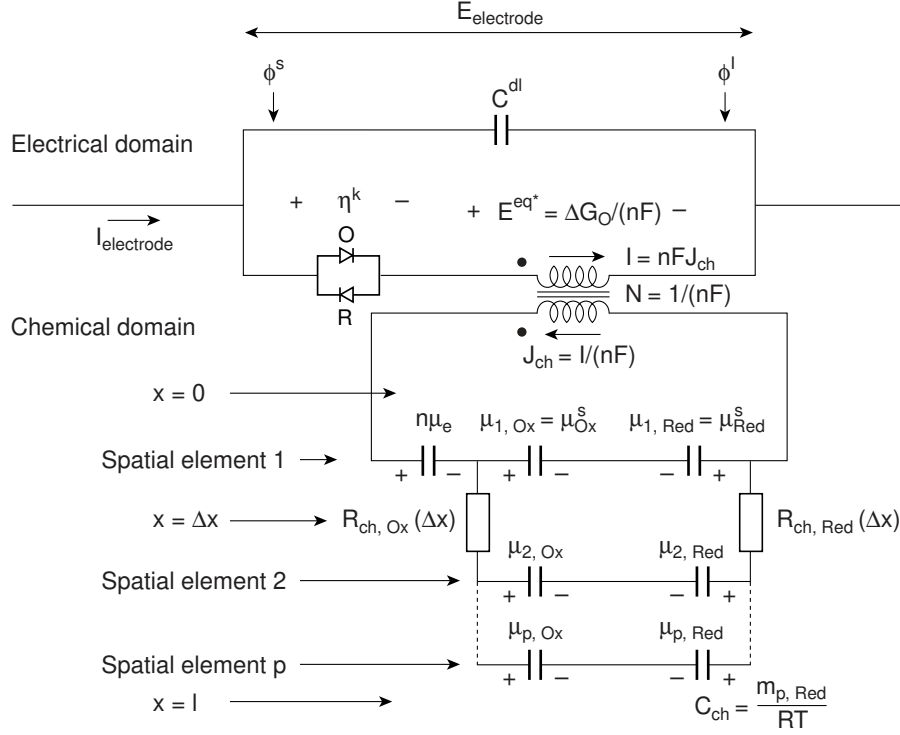 E_electrode
ϕ^s
ϕ^l
C^dl
Electrical domain
+ η^k −
+ E^eq* = ΔG_O/(nF) −
I_electrode
O
I = nFJ_ch
R
N = 1/(nF)
Chemical domain
J_ch = I/(nF)
x = 0
nμ_e
μ_1, Ox = μ^s_Ox
μ_1, Red = μ^s_Red
Spatial element 1
+ − + − − +
x = Δx
R_ch, Ox (Δx)
R_ch, Red (Δx)
μ_2, Ox
μ_2, Red
Spatial element 2
+ − − +
μ_p, Ox
μ_p, Red
Spatial element p
+ − − +
x = l
C_ch = m_p, Red / RT